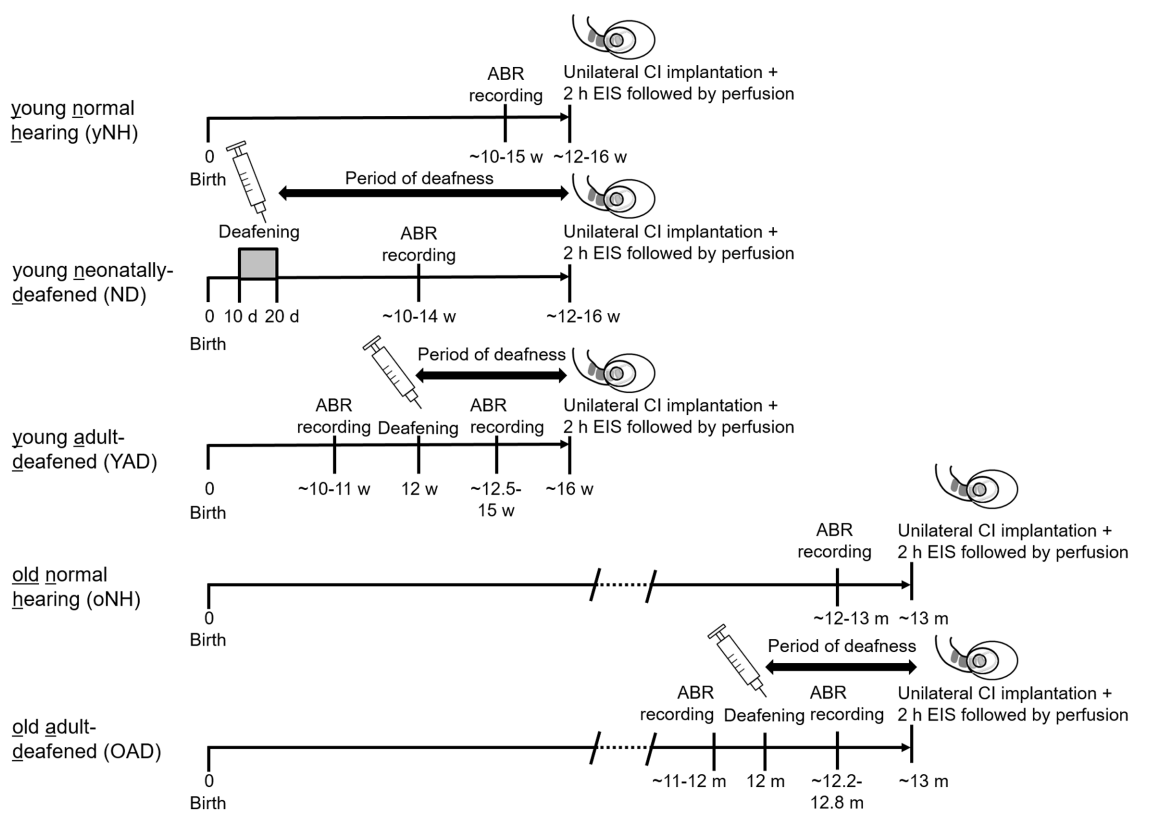 ABR
recording
Unilateral CI implantation +
2 h EIS followed by perfusion
young normal
hearing (yNH)
0
Birth
~10-15 w
~12-16 w
Period of deafness
Deafening
ABR
recording
Unilateral CI implantation +
2 h EIS followed by perfusion
young neonatally-
deafened (ND)
0
10 d
20 d
~10-14 w
~12-16 w
Birth
Period of deafness
ABR
recording
Deafening
ABR
recording
Unilateral CI implantation +
2 h EIS followed by perfusion
young adult-
deafened (YAD)
0
Birth
~10-11 w
12 w
~12.5-
15 w
~16 w
ABR
recording
Unilateral CI implantation +
2 h EIS followed by perfusion
old normal
hearing (oNH)
0
Birth
~12-13 m
~13 m
Period of deafness
ABR
recording
Deafening
ABR
recording
Unilateral CI implantation +
2 h EIS followed by perfusion
old adult-
deafened (OAD)
0
Birth
~11-12 m
12 m
~12.2-
12.8 m
~13 m